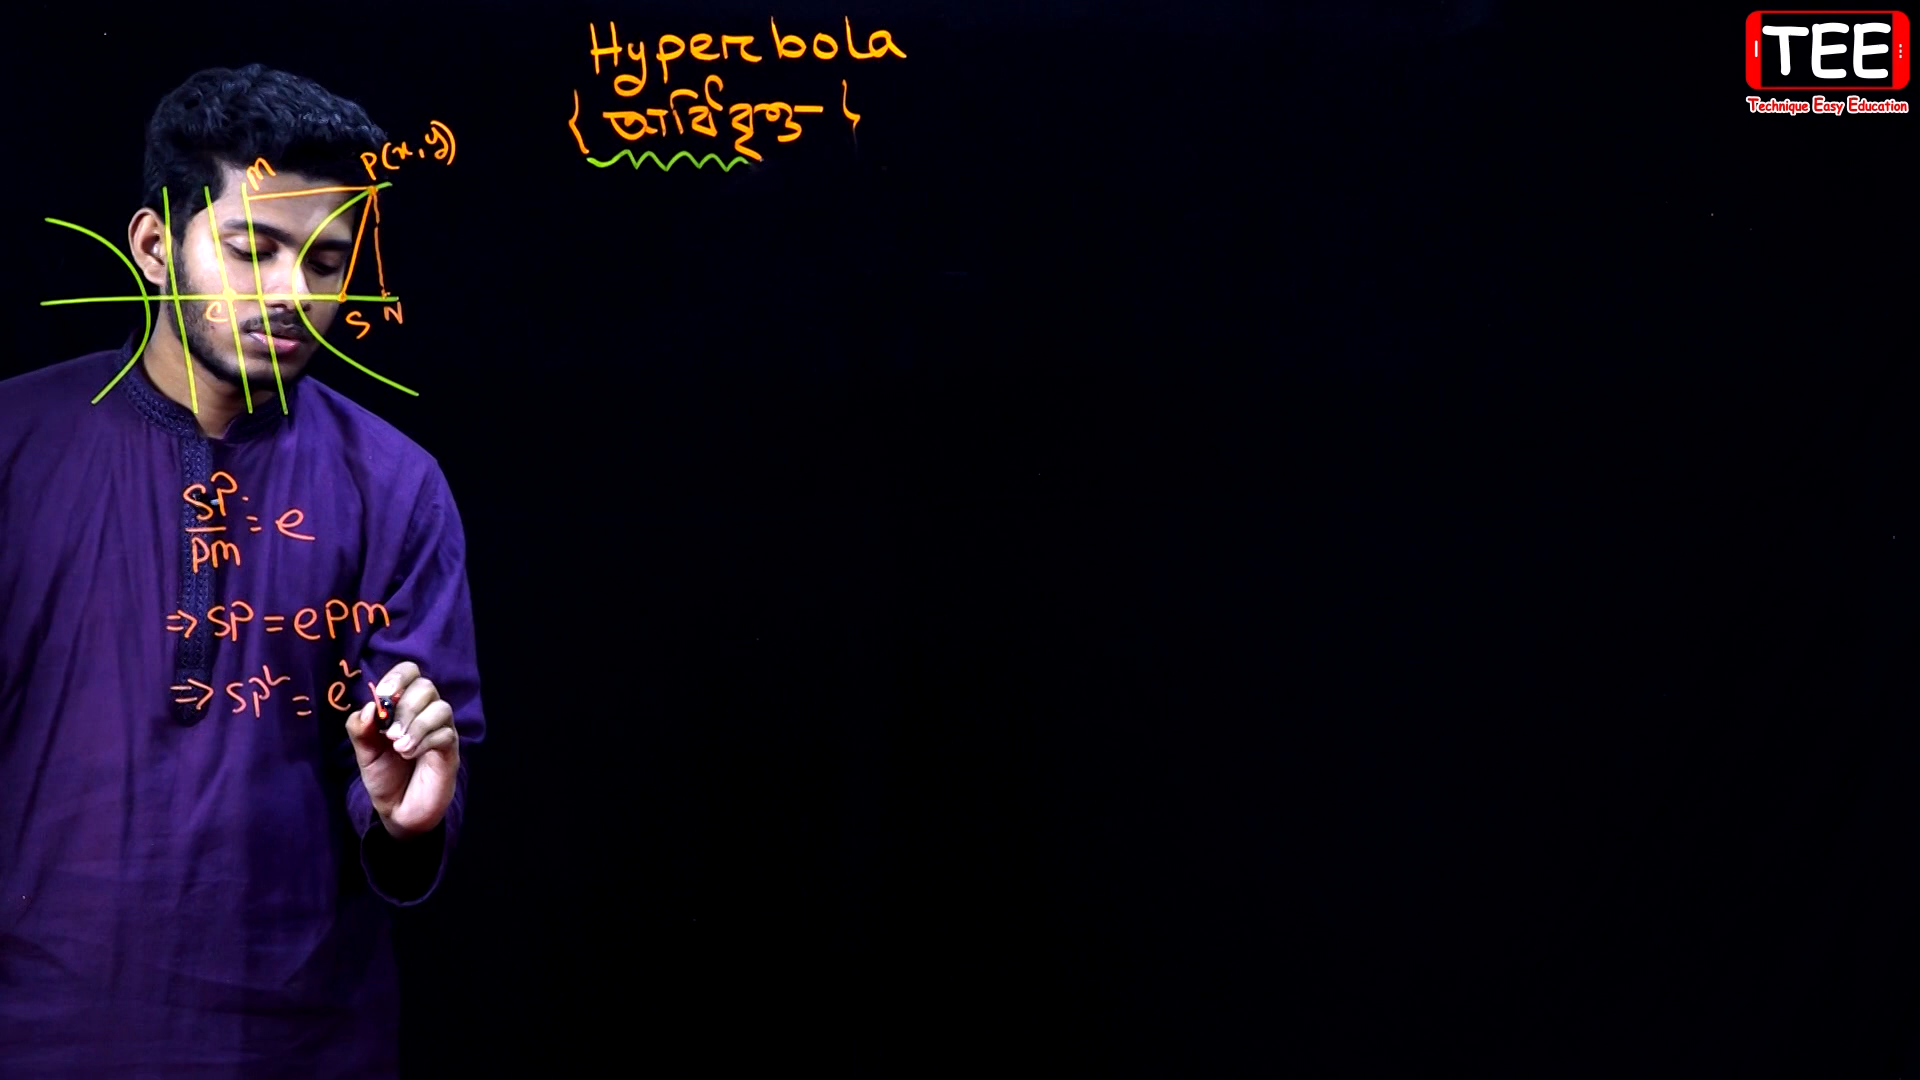 Hyperbola
{ অধিবৃত্ত }
TEE
Technique Easy Education
P(x,y)
M
C
S
N
SP/PM = e
⇒ SP = ePM
⇒ SP² = e²